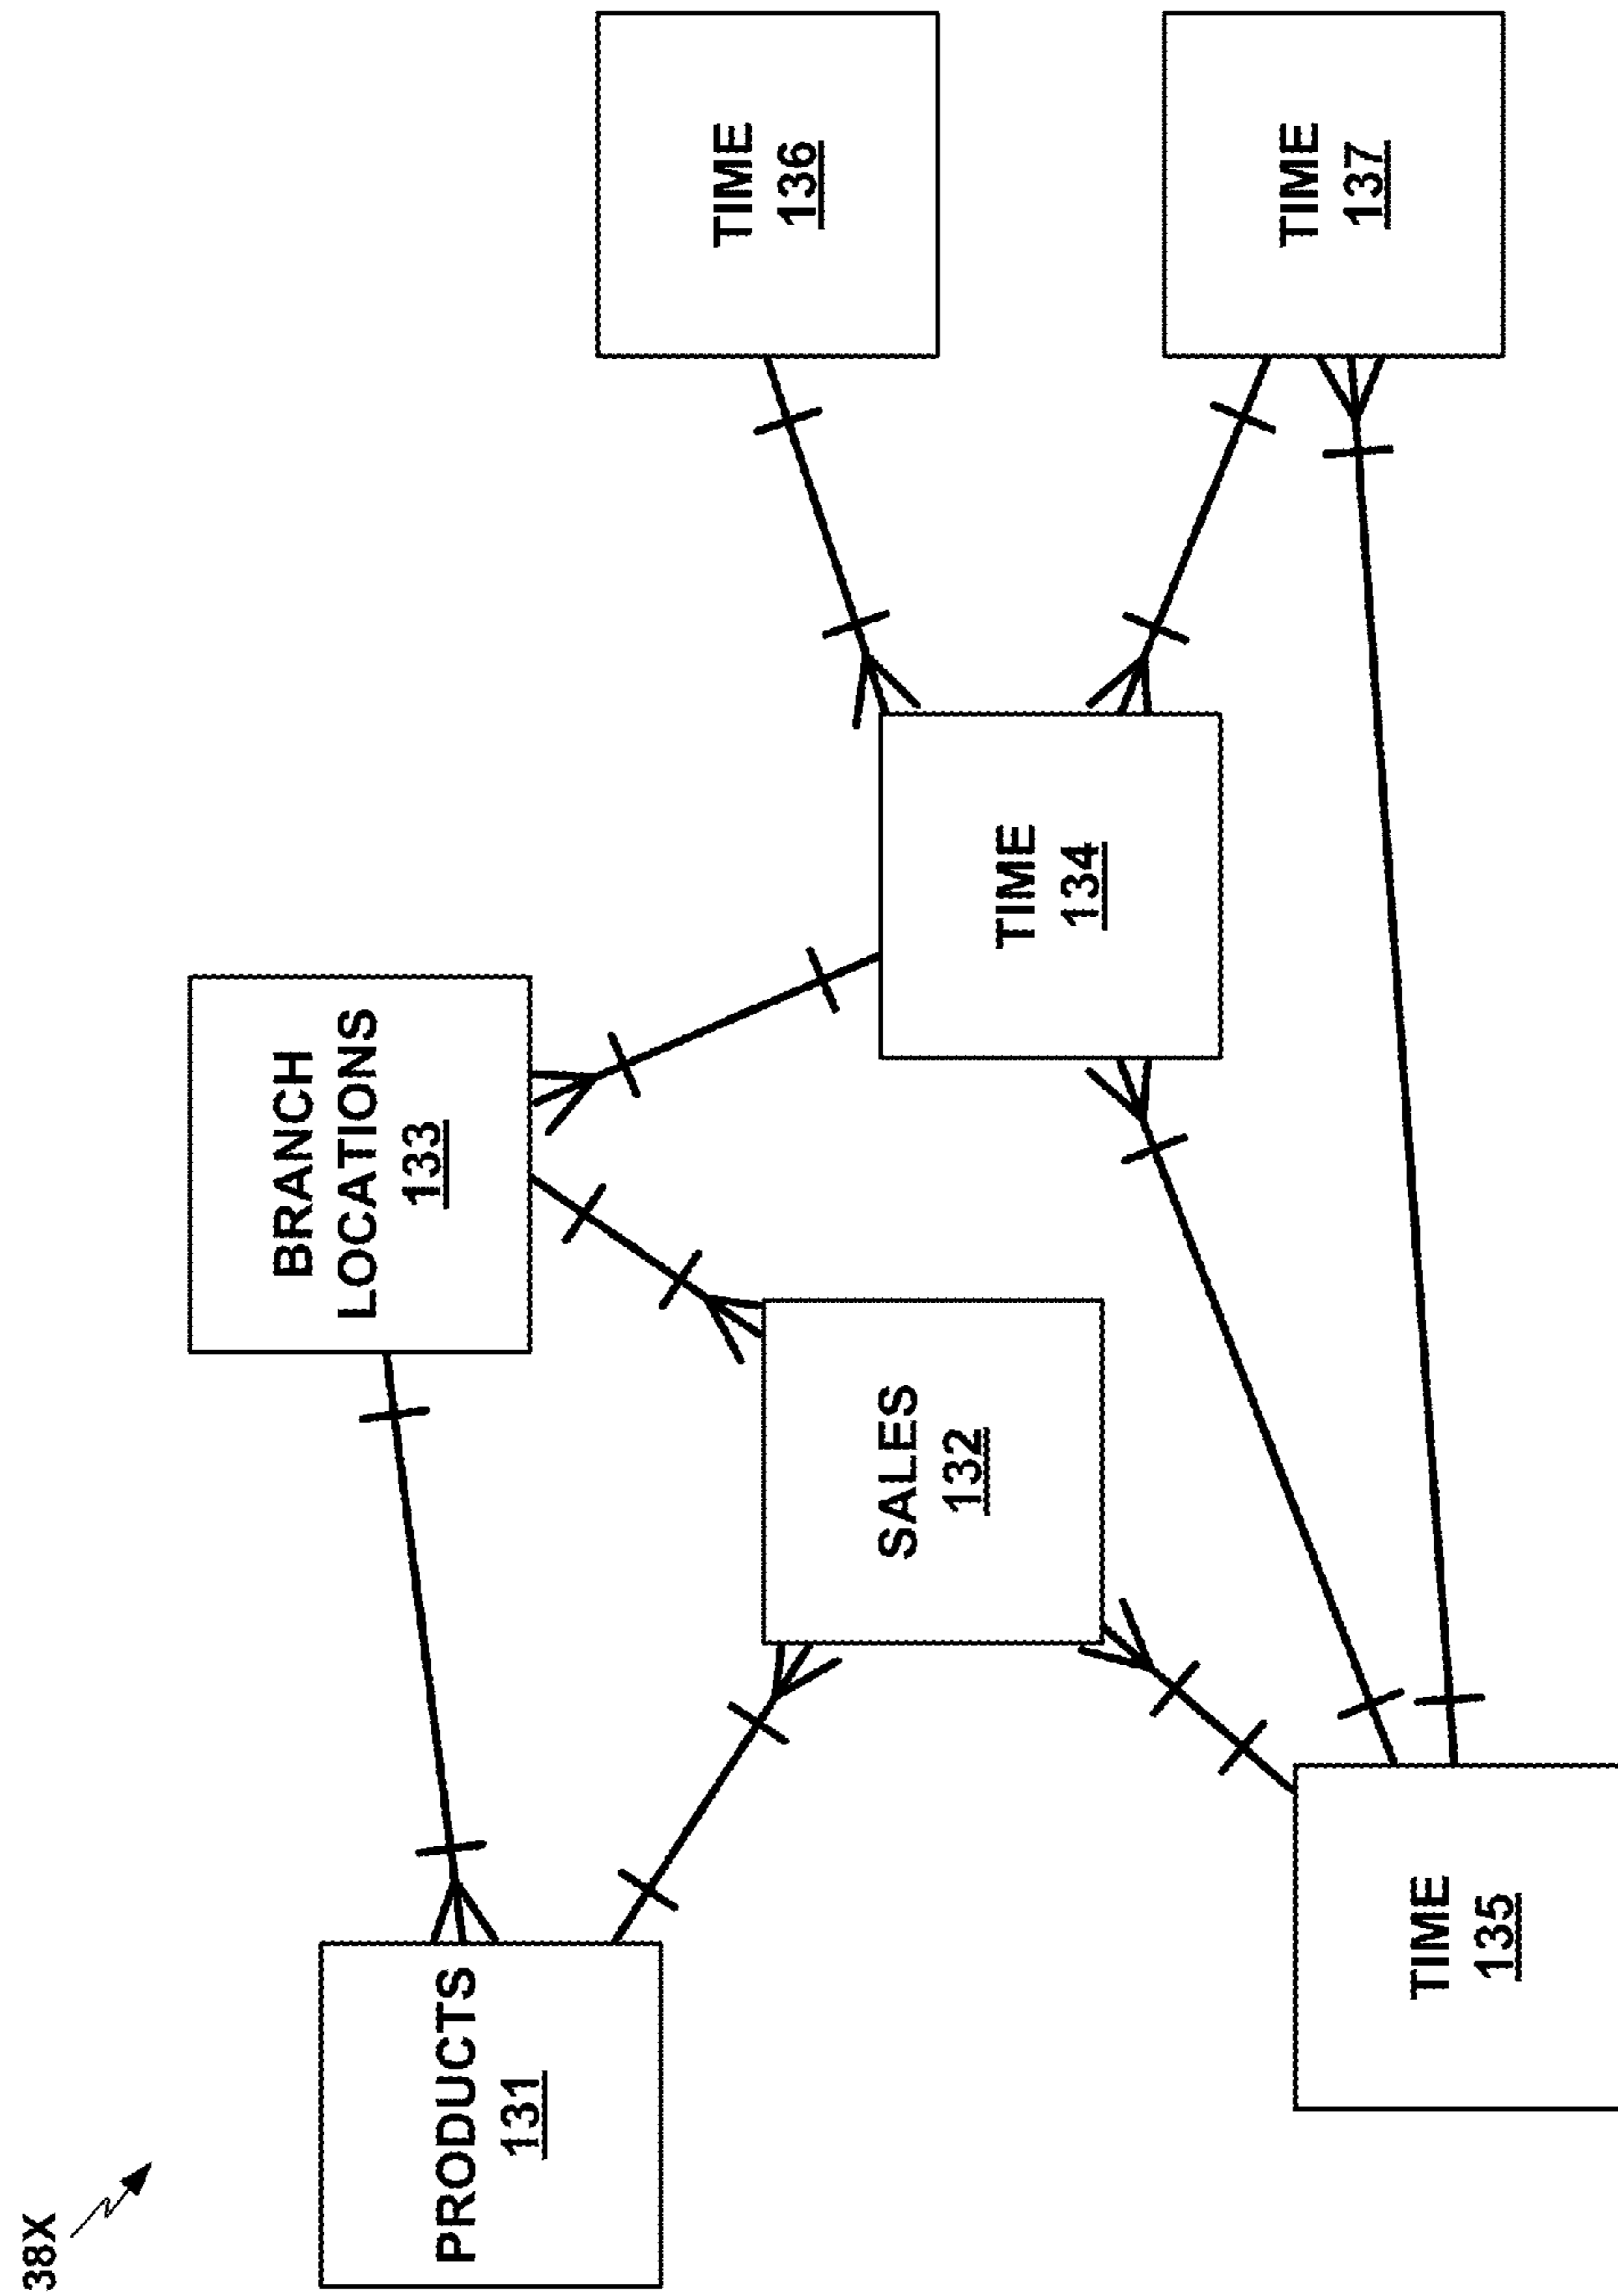 38X
PRODUCTS
131
BRANCH
LOCATIONS
133
SALES
132
TIME
134
TIME
135
TIME
136
TIME
137